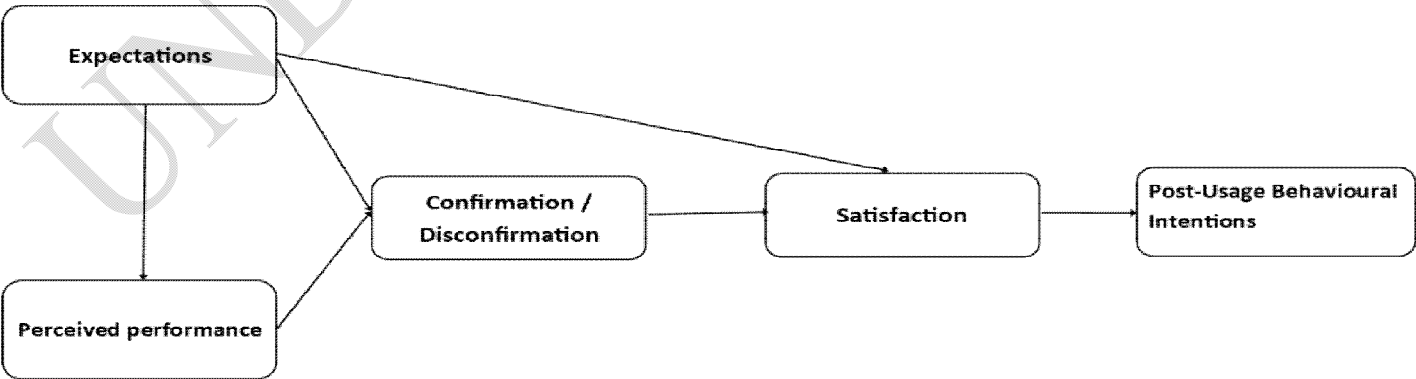 Expectations
Confirmation /
Disconfirmation
Satisfaction
Post-Usage Behavioural
Intentions
Perceived performance